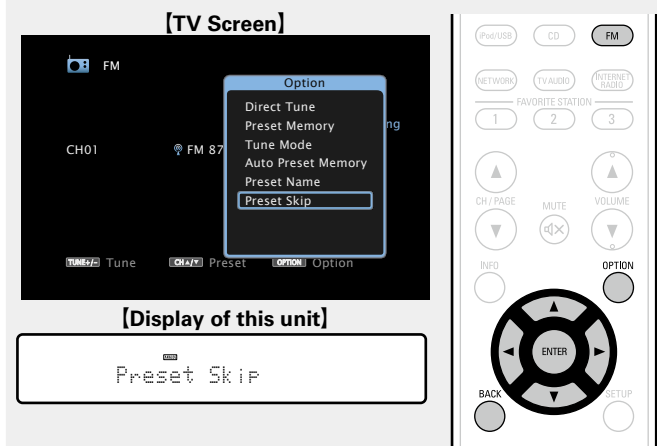 【TV Screen】
FM
Option
Direct Tune
Preset Memory
Tune Mode
Auto Preset Memory
Preset Name
Preset Skip
ng
CH01
FM 87
TUNE+/- Tune
CH▲/▼ Preset
OPTION Option
【Display of this unit】
Preset Skip
iPod/USB
CD
FM
NETWORK
TV AUDIO
INTERNET
RADIO
FAVORITE STATION
1
2
3
CH / PAGE
MUTE
VOLUME
INFO
OPTION
ENTER
BACK
SETUP